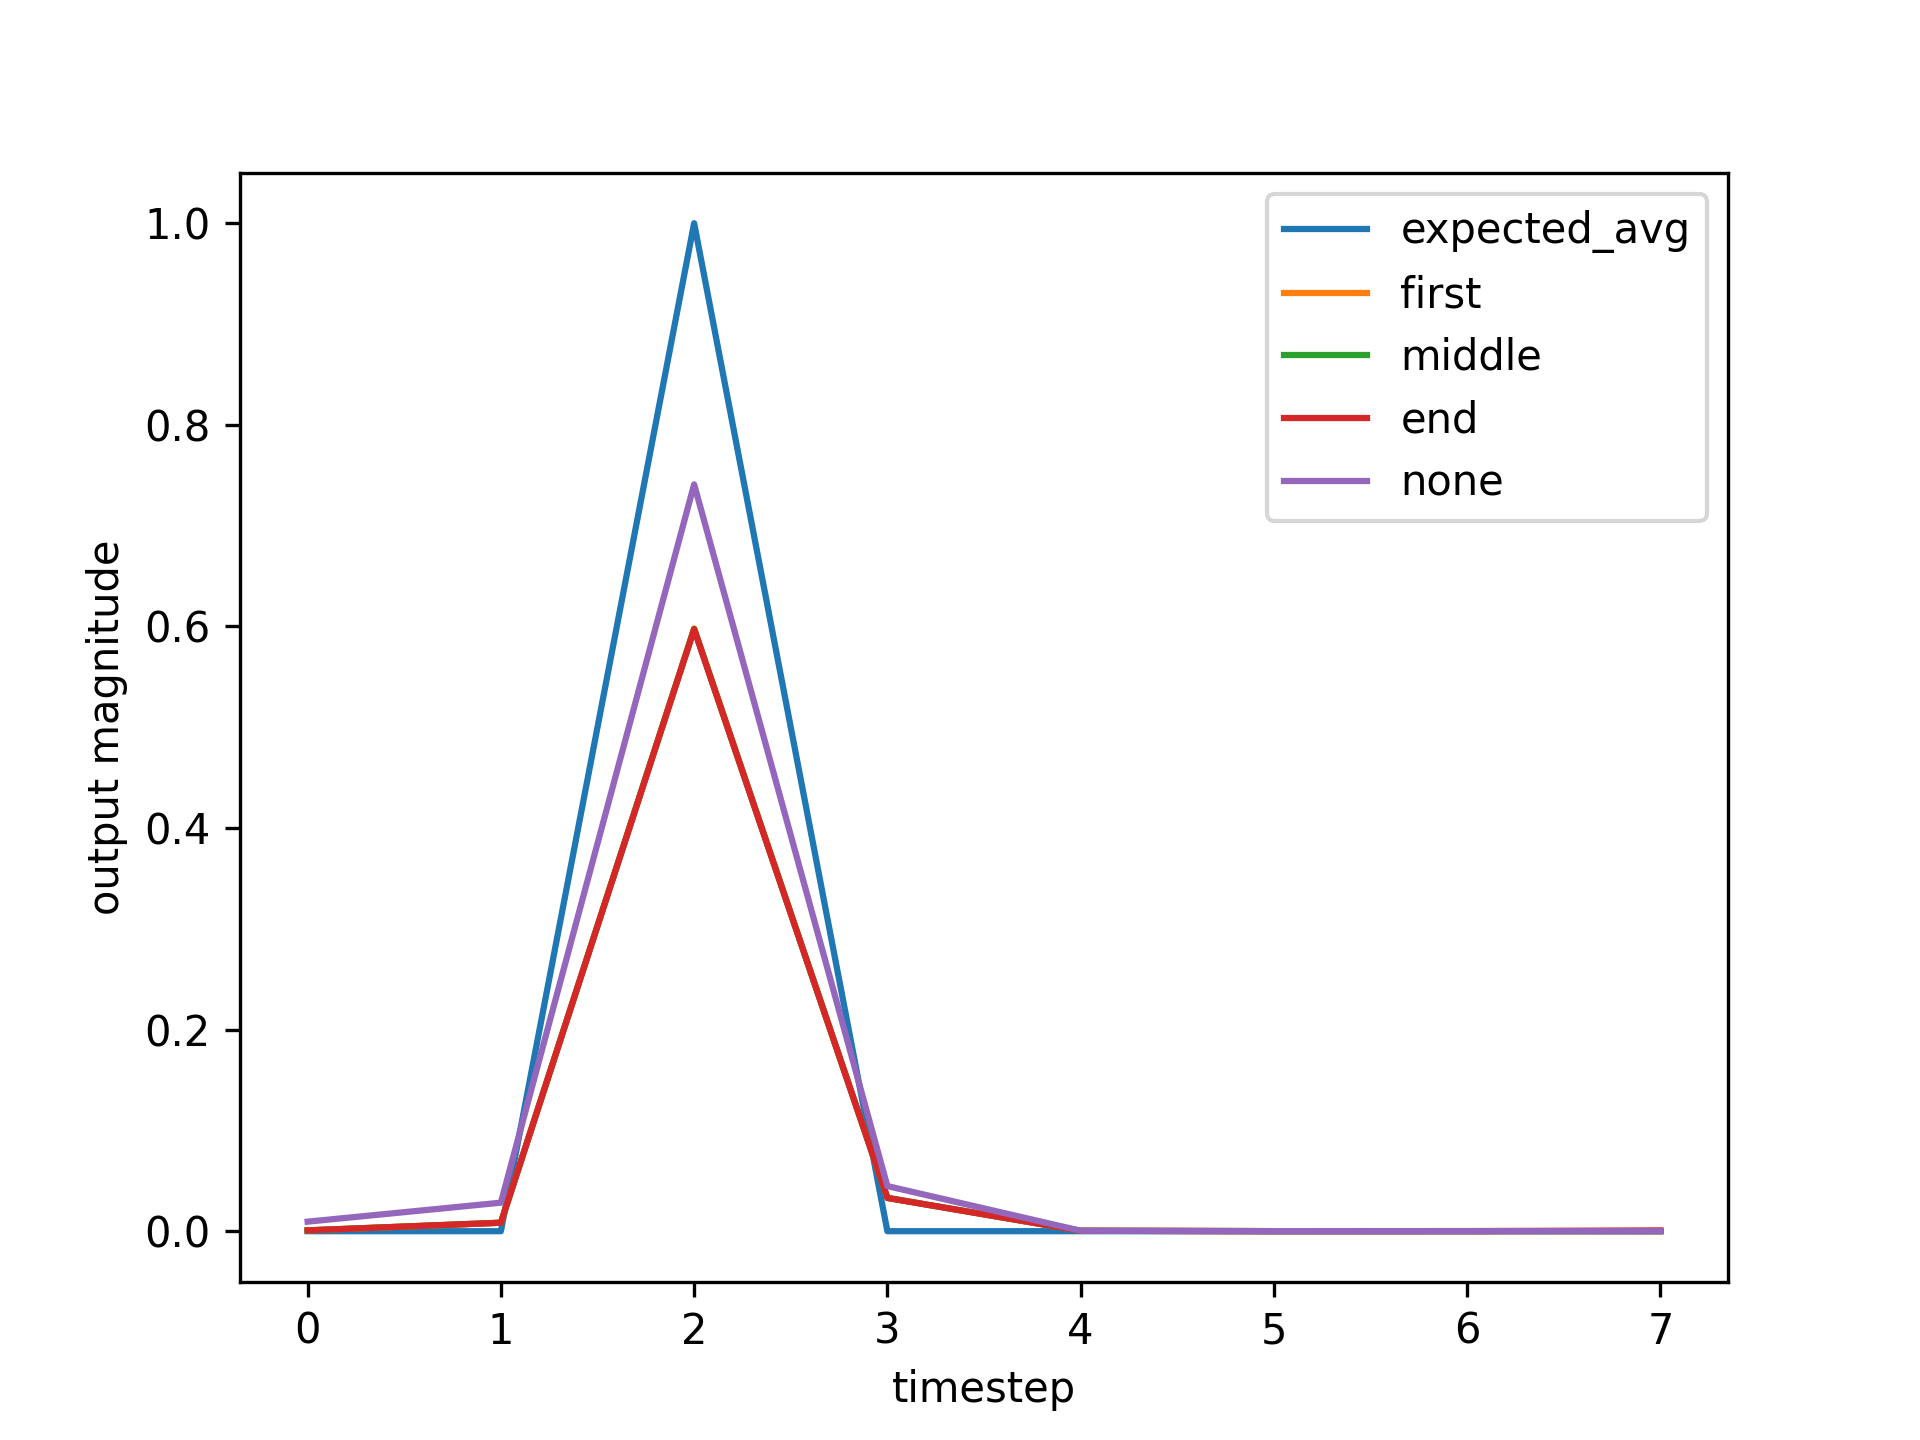 output magnitude
1.0
0.8
0.6
0.4
0.2
0.0
expected_avg
first
middle
end
none
0 1 2 3 4 5 6 7
timestep